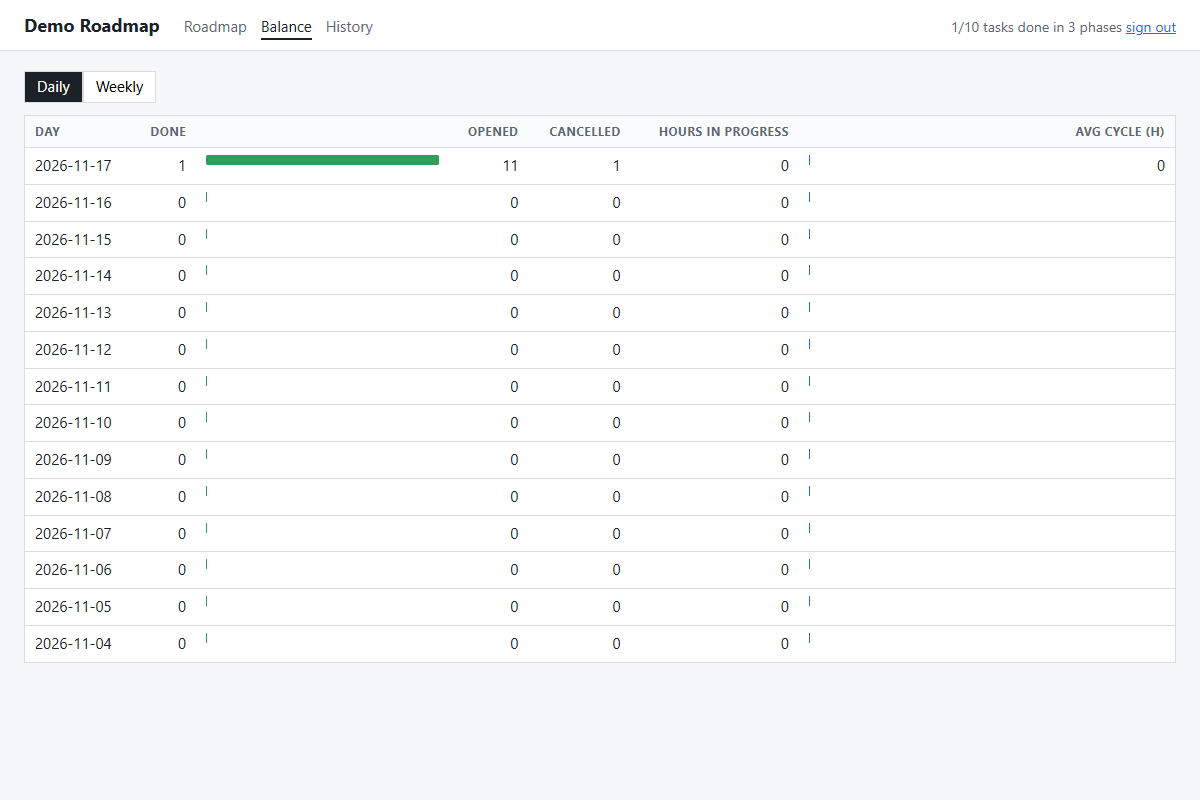 Demo Roadmap Roadmap Balance History 1/10 tasks done in 3 phases sign out
Daily Weekly
DAY DONE OPENED CANCELLED HOURS IN PROGRESS AVG CYCLE (H)
2026-11-17 1 11 1 0 0
2026-11-16 0 0 0 0
2026-11-15 0 0 0 0
2026-11-14 0 0 0 0
2026-11-13 0 0 0 0
2026-11-12 0 0 0 0
2026-11-11 0 0 0 0
2026-11-10 0 0 0 0
2026-11-09 0 0 0 0
2026-11-08 0 0 0 0
2026-11-07 0 0 0 0
2026-11-06 0 0 0 0
2026-11-05 0 0 0 0
2026-11-04 0 0 0 0